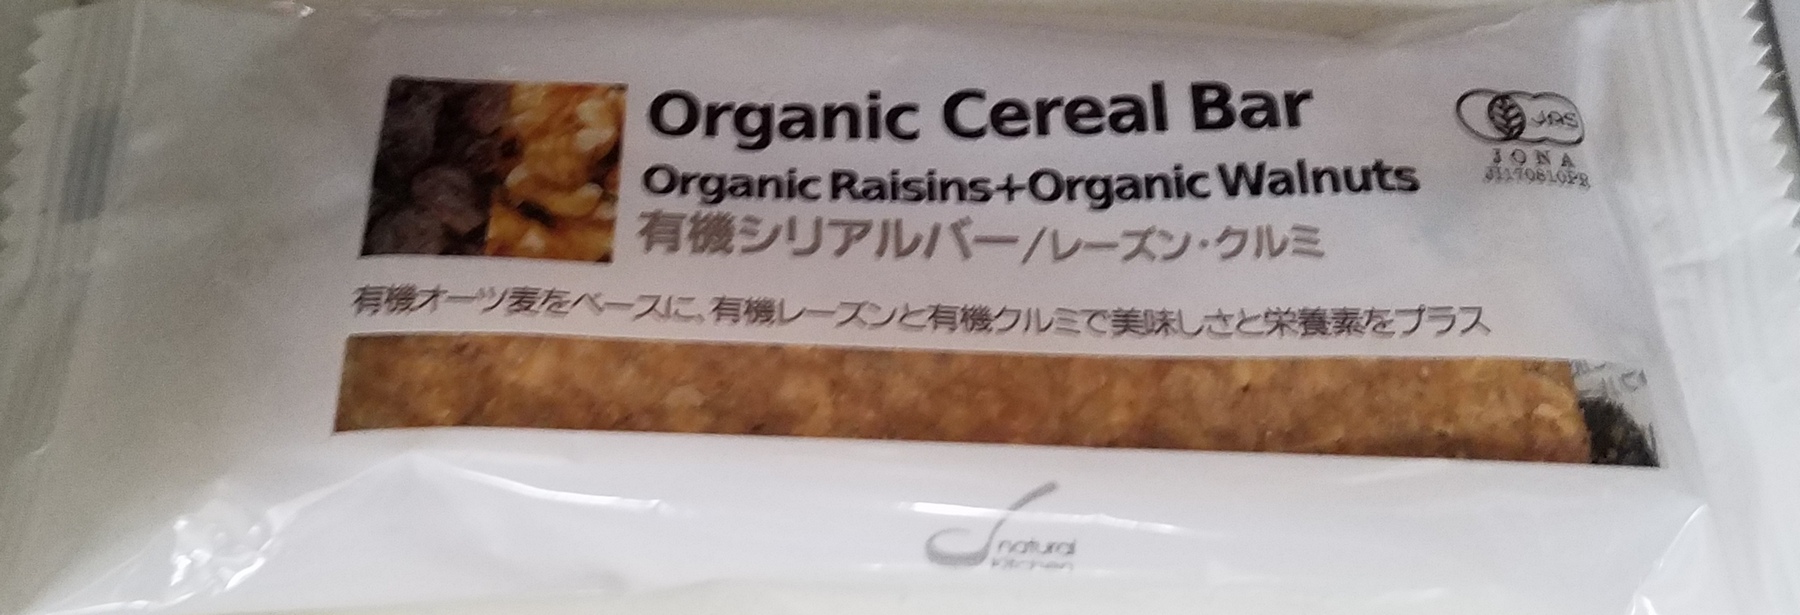 Organic Cereal Bar
JAS
Organic Raisins+Organic Walnuts
JONA
有機シリアルバー/レーズン・クルミ
有機オーツ麦をベースに、有機レーズンと有機クルミで美味しさと栄養素をプラス
natural
kitchen